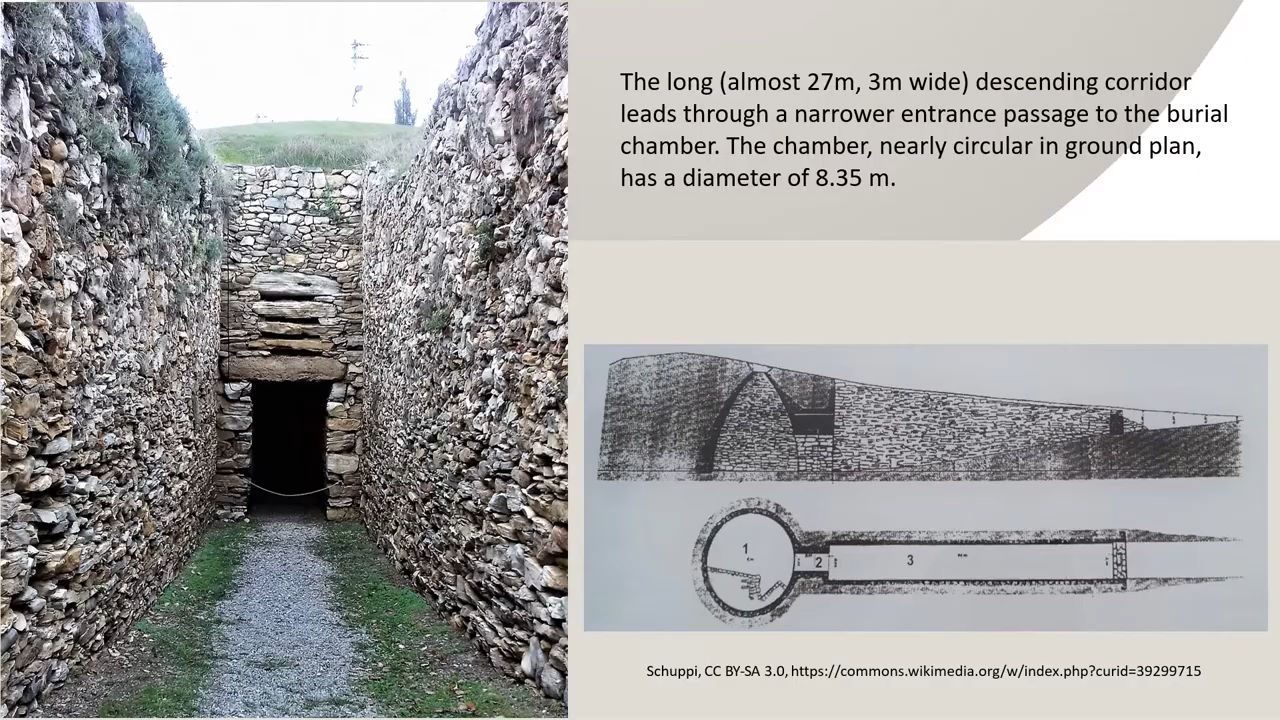 The long (almost 27m, 3m wide) descending corridor
leads through a narrower entrance passage to the burial
chamber. The chamber, nearly circular in ground plan,
has a diameter of 8.35 m.
1
2
3
Schuppi, CC BY-SA 3.0, https://commons.wikimedia.org/w/index.php?curid=39299715